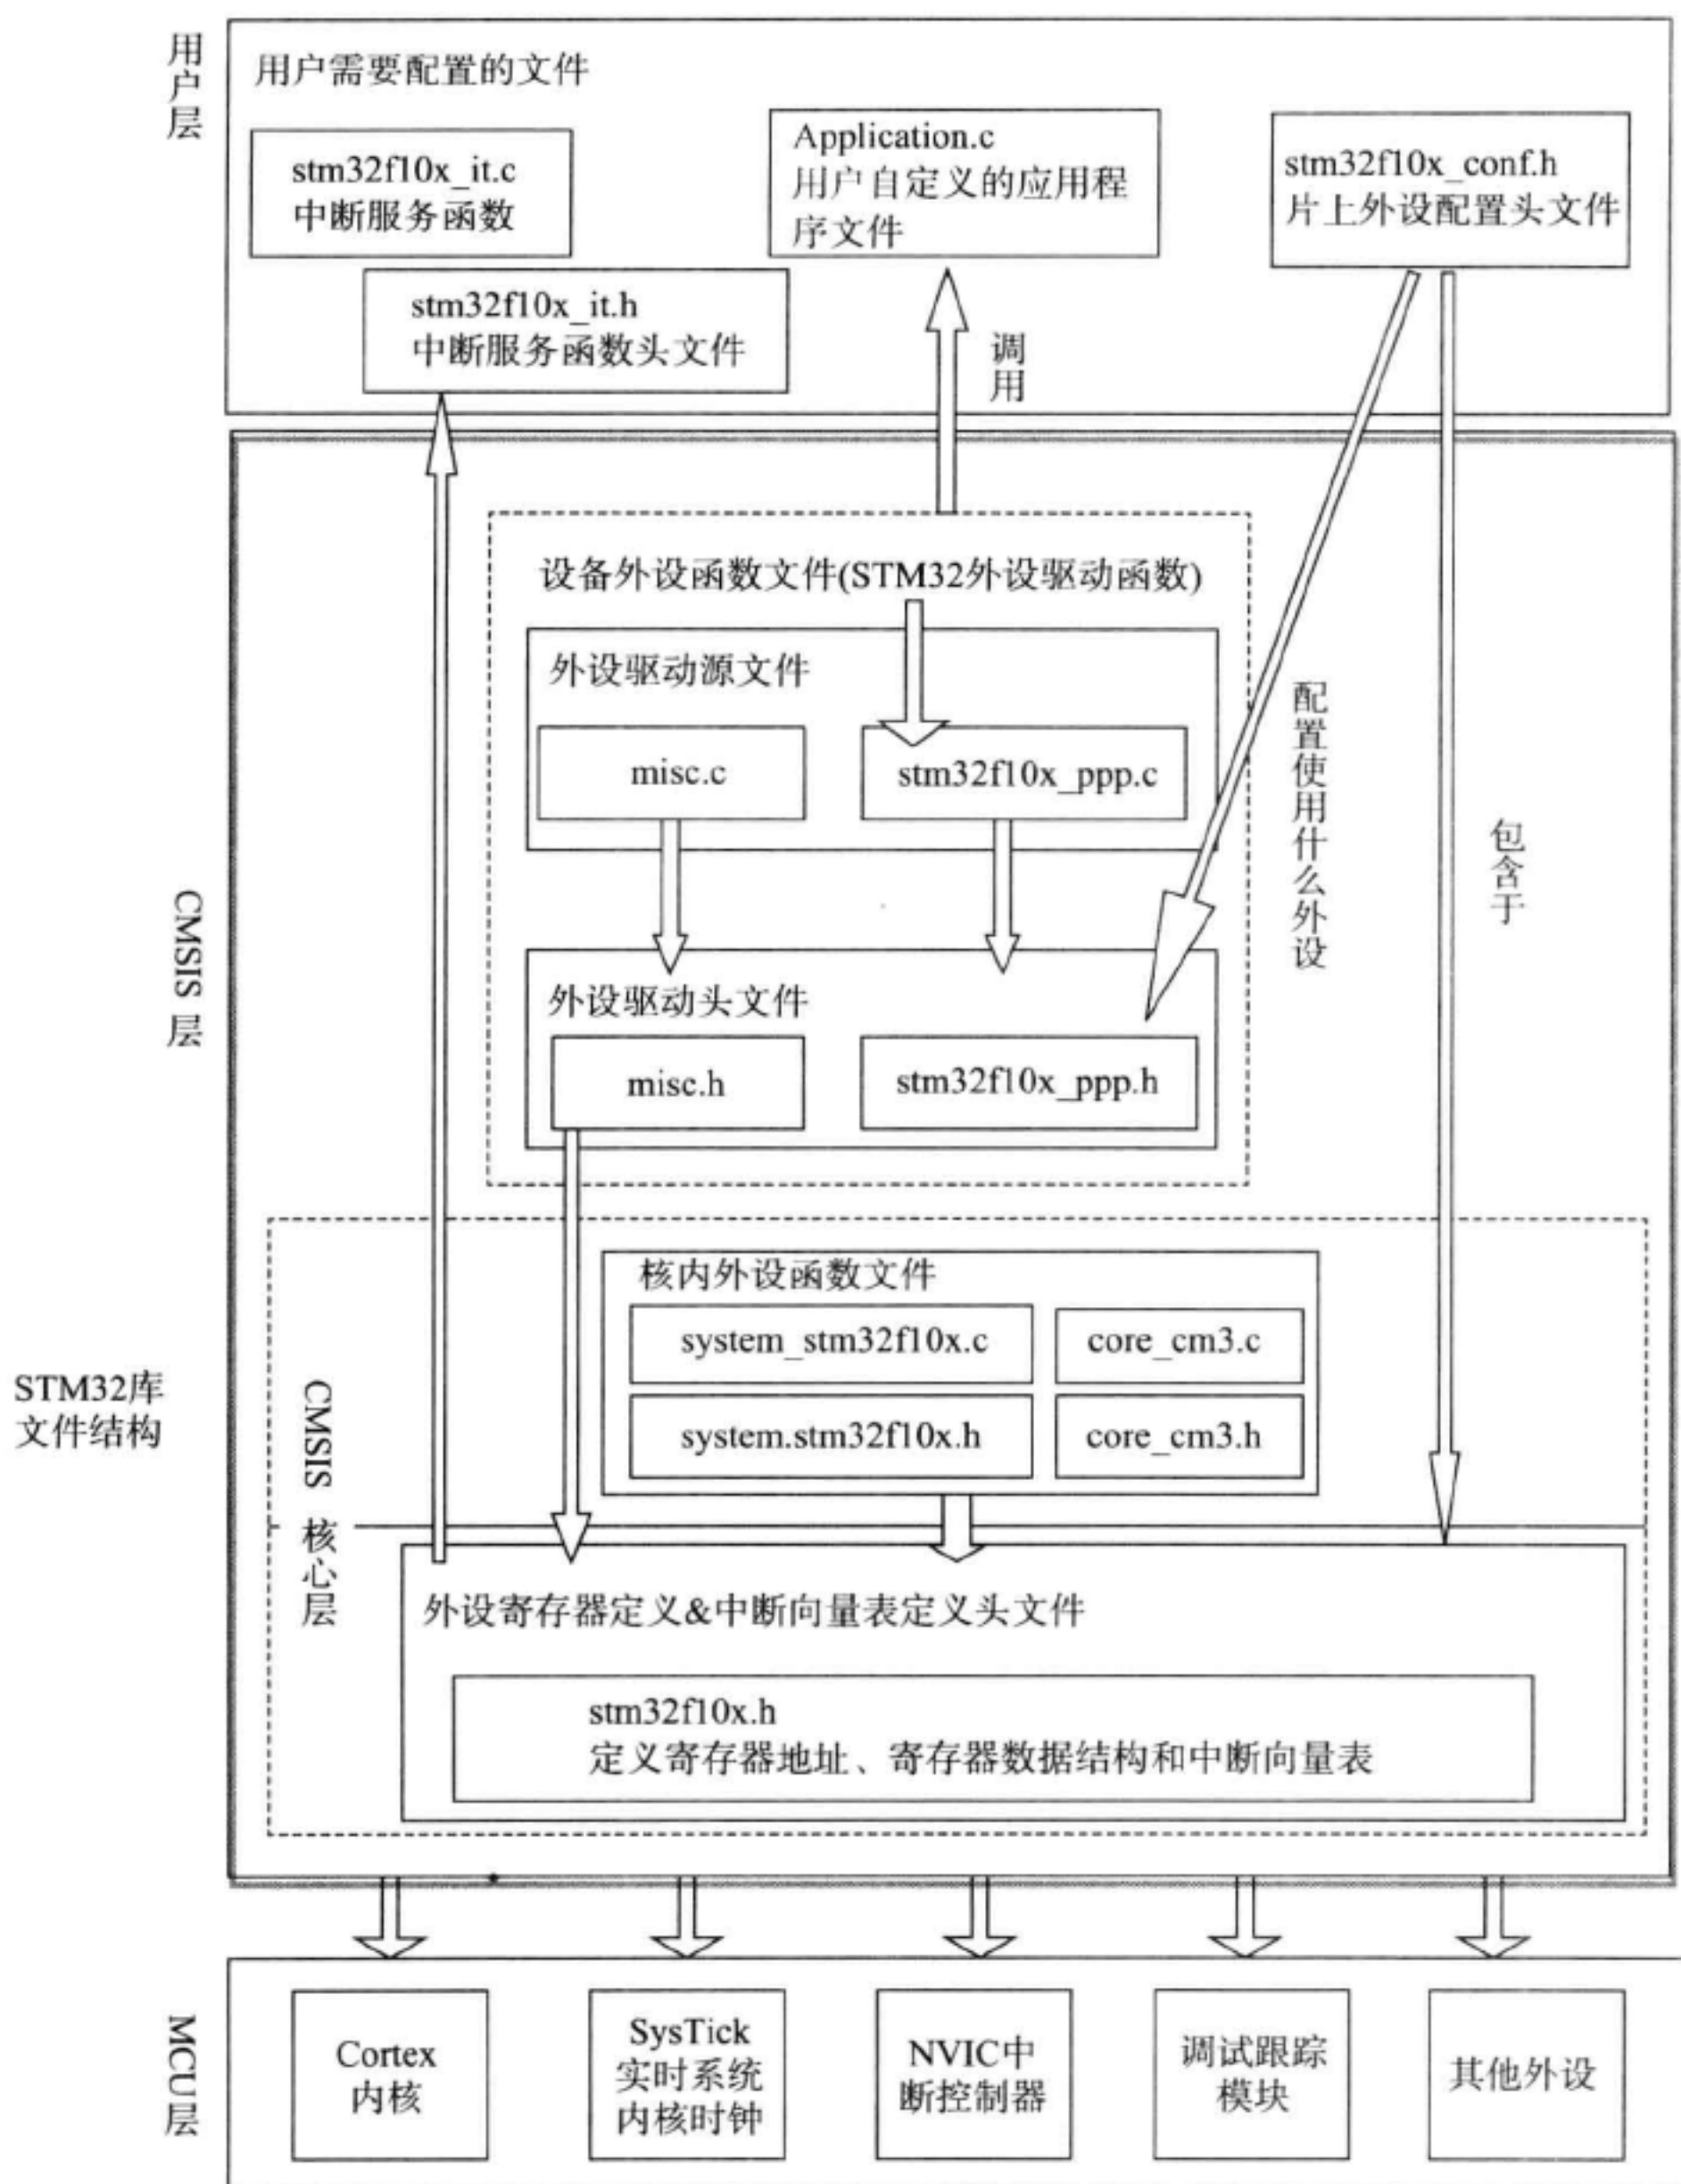 用户层
用户需要配置的文件
stm32f10x_it.c
中断服务函数
stm32f10x_it.h
中断服务函数头文件
Application.c
用户自定义的应用程
序文件
stm32f10x_conf.h
片上外设配置头文件
调用
CMSIS 层
设备外设函数文件(STM32外设驱动函数)
外设驱动源文件
misc.c
stm32f10x_ppp.c
外设驱动头文件
misc.h
stm32f10x_ppp.h
配置使用什么外设
包含于
STM32库
文件结构
CMSIS 核心层
核内外设函数文件
system_stm32f10x.c
core_cm3.c
system.stm32f10x.h
core_cm3.h
外设寄存器定义&中断向量表定义头文件
stm32f10x.h
定义寄存器地址、寄存器数据结构和中断向量表
MCU层
Cortex
内核
SysTick
实时系统
内核时钟
NVIC中
断控制器
调试跟踪
模块
其他外设